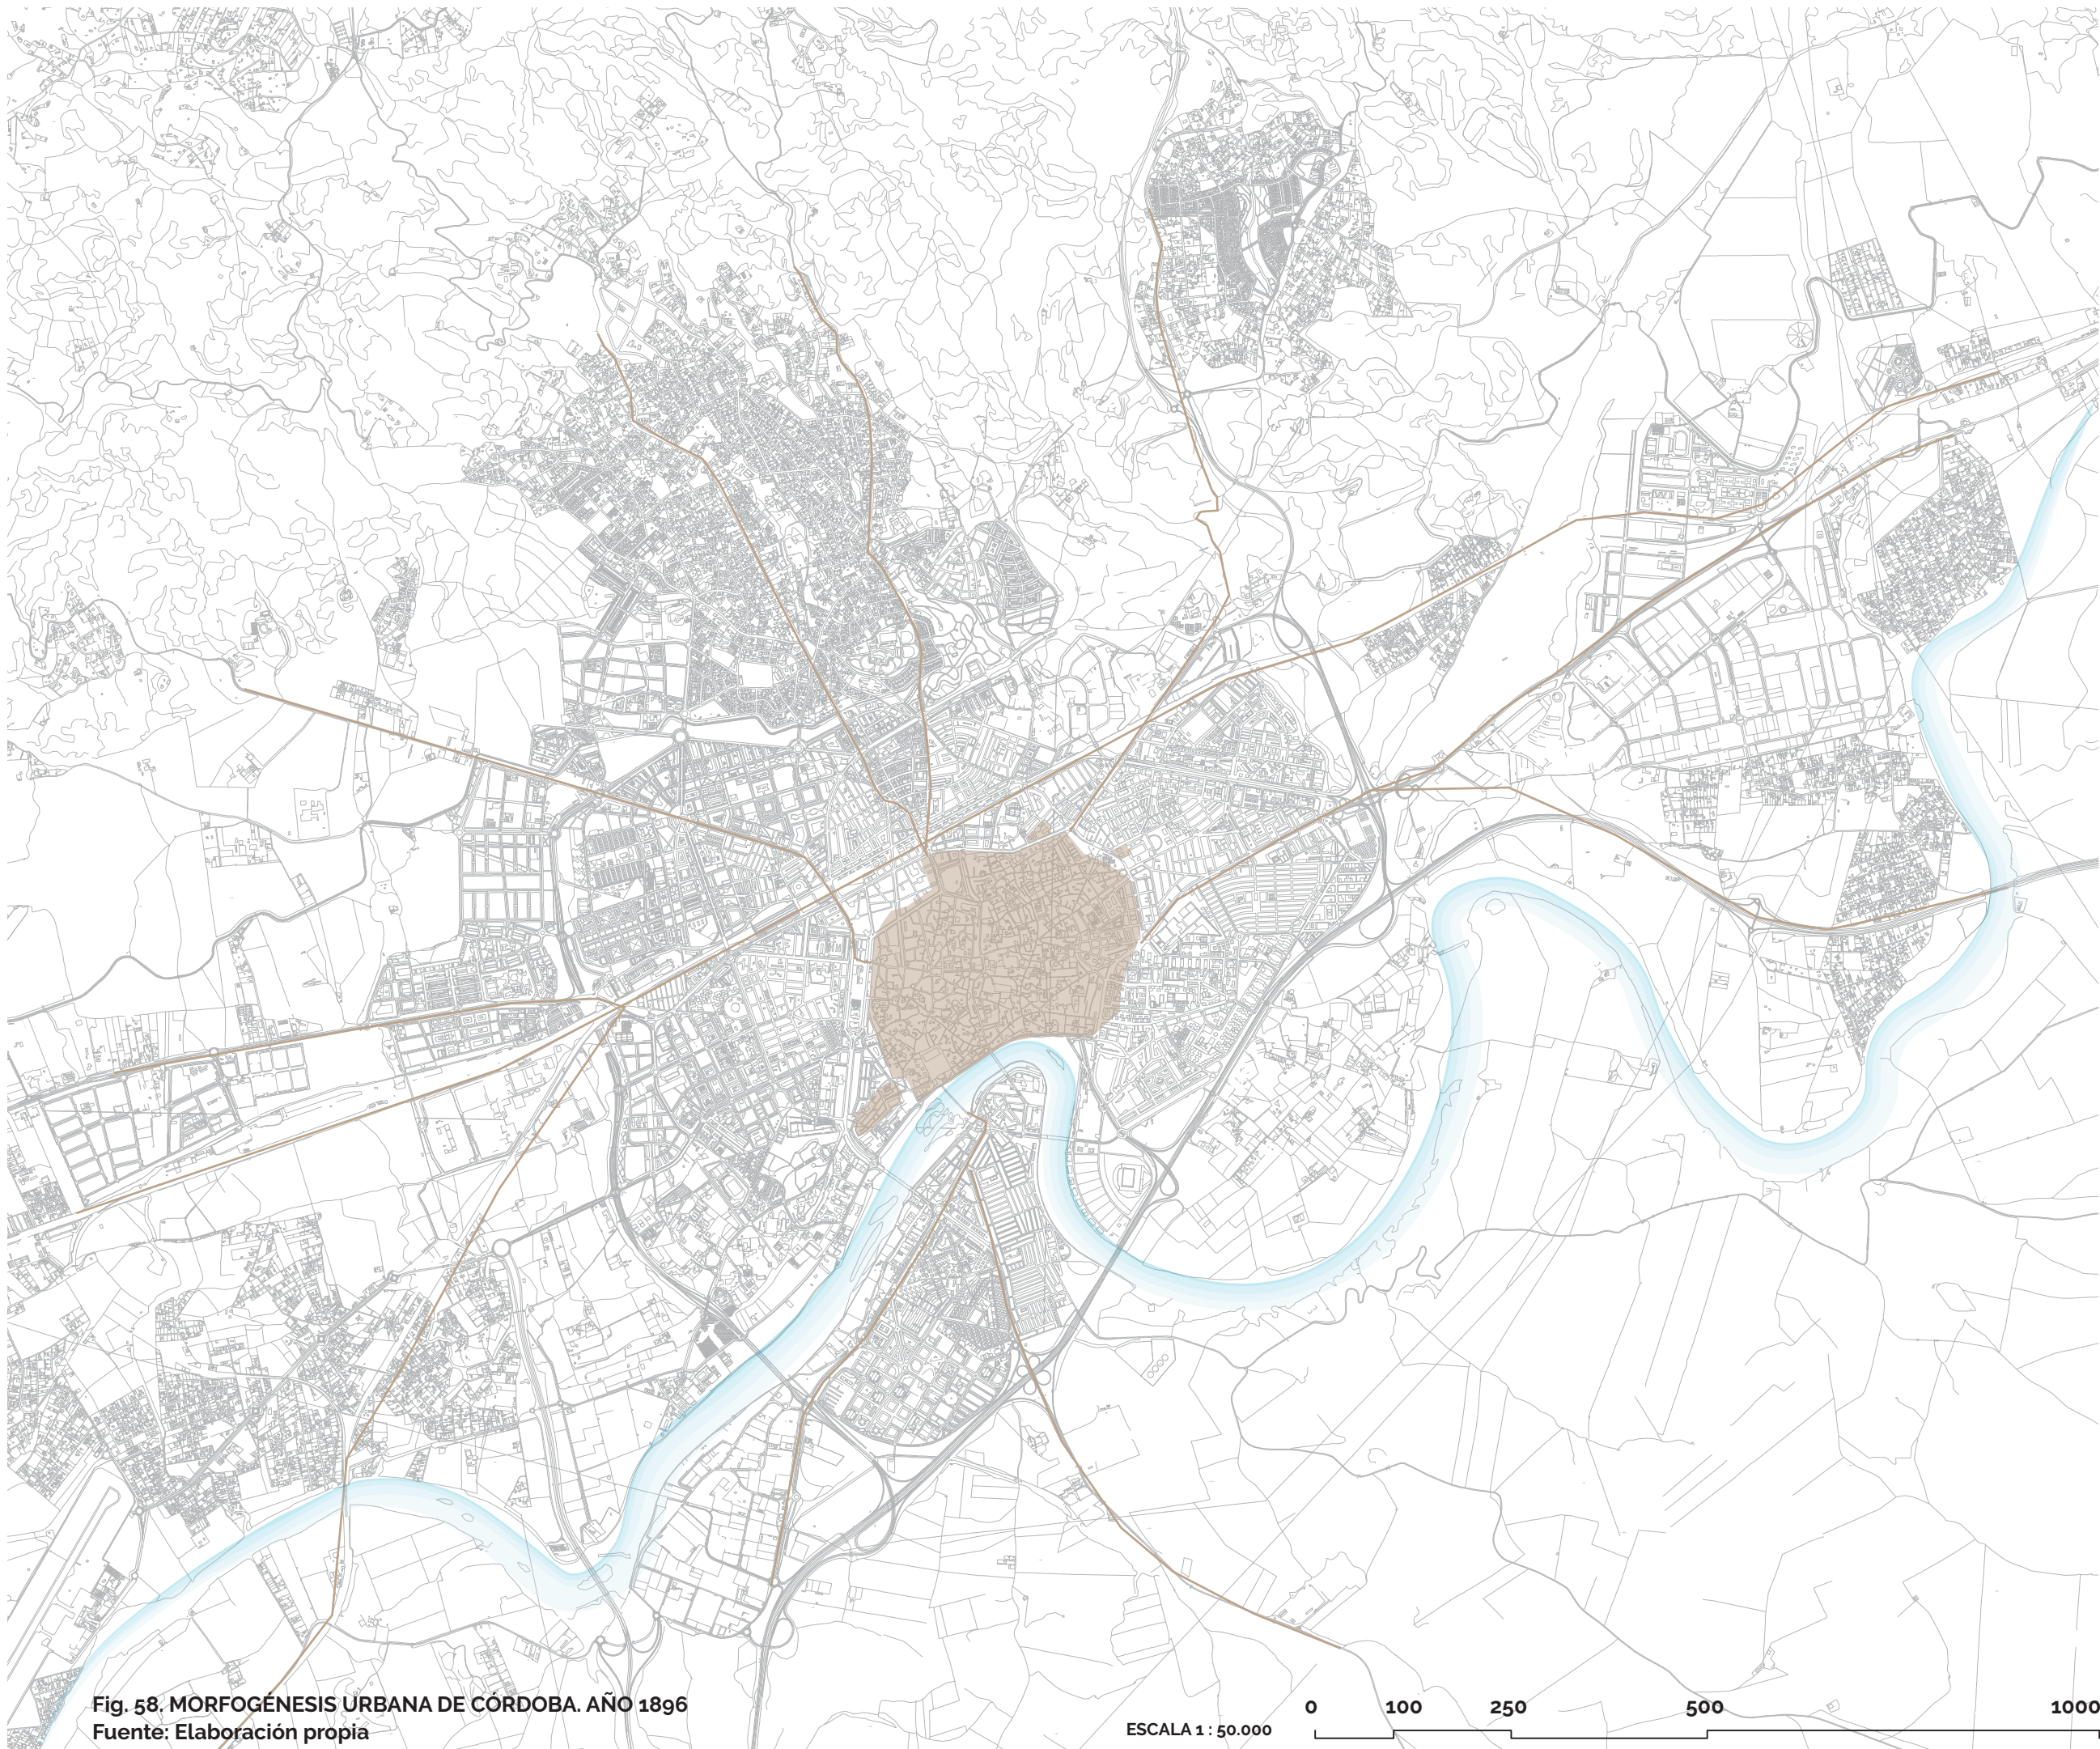 Fig. 58. MORFOGÉNESIS URBANA DE CÓRDOBA. AÑO 1896
Fuente: Elaboración propia
ESCALA 1 : 50.000
0 100 250 500 1000